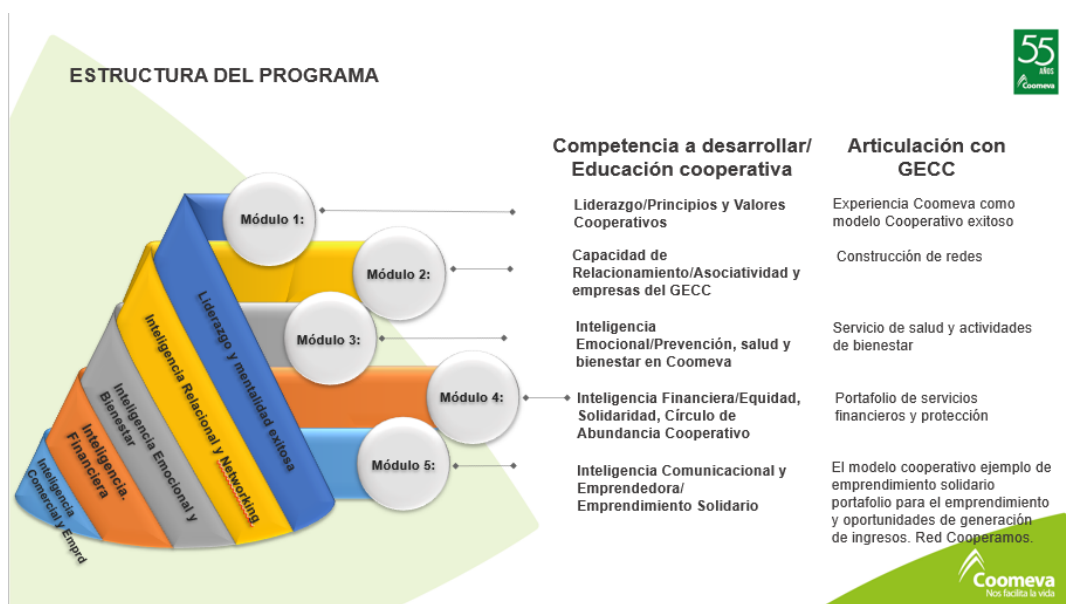 ESTRUCTURA DEL PROGRAMA
55
AÑOS
Coomeva
Competencia a desarrollar/
Educación cooperativa
Articulación con
GECC
Módulo 1:
Liderazgo/Principios y Valores
Cooperativos
Experiencia Coomeva como
modelo Cooperativo exitoso
Módulo 2:
Capacidad de
Relacionamiento/Asociatividad y
empresas del GECC
Construcción de redes
Módulo 3:
Inteligencia
Emocional/Prevención, salud y
bienestar en Coomeva
Servicio de salud y actividades
de bienestar
Módulo 4:
Inteligencia Financiera/Equidad,
Solidaridad, Círculo de
Abundancia Cooperativo
Portafolio de servicios
financieros y protección
Módulo 5:
Inteligencia Comunicacional y
Emprendedora/
Emprendimiento Solidario
El modelo cooperativo ejemplo de
emprendimiento solidario
portafolio para el emprendimiento
y oportunidades de generación
de ingresos. Red Cooperamos.
Liderazgo y mentalidad exitosa
Inteligencia Relacional y Networking
Inteligencia Emocional y
Bienestar
Inteligencia.
Financiera
Inteligencia
Comercial y Emprd
Coomeva
Nos facilita la vida